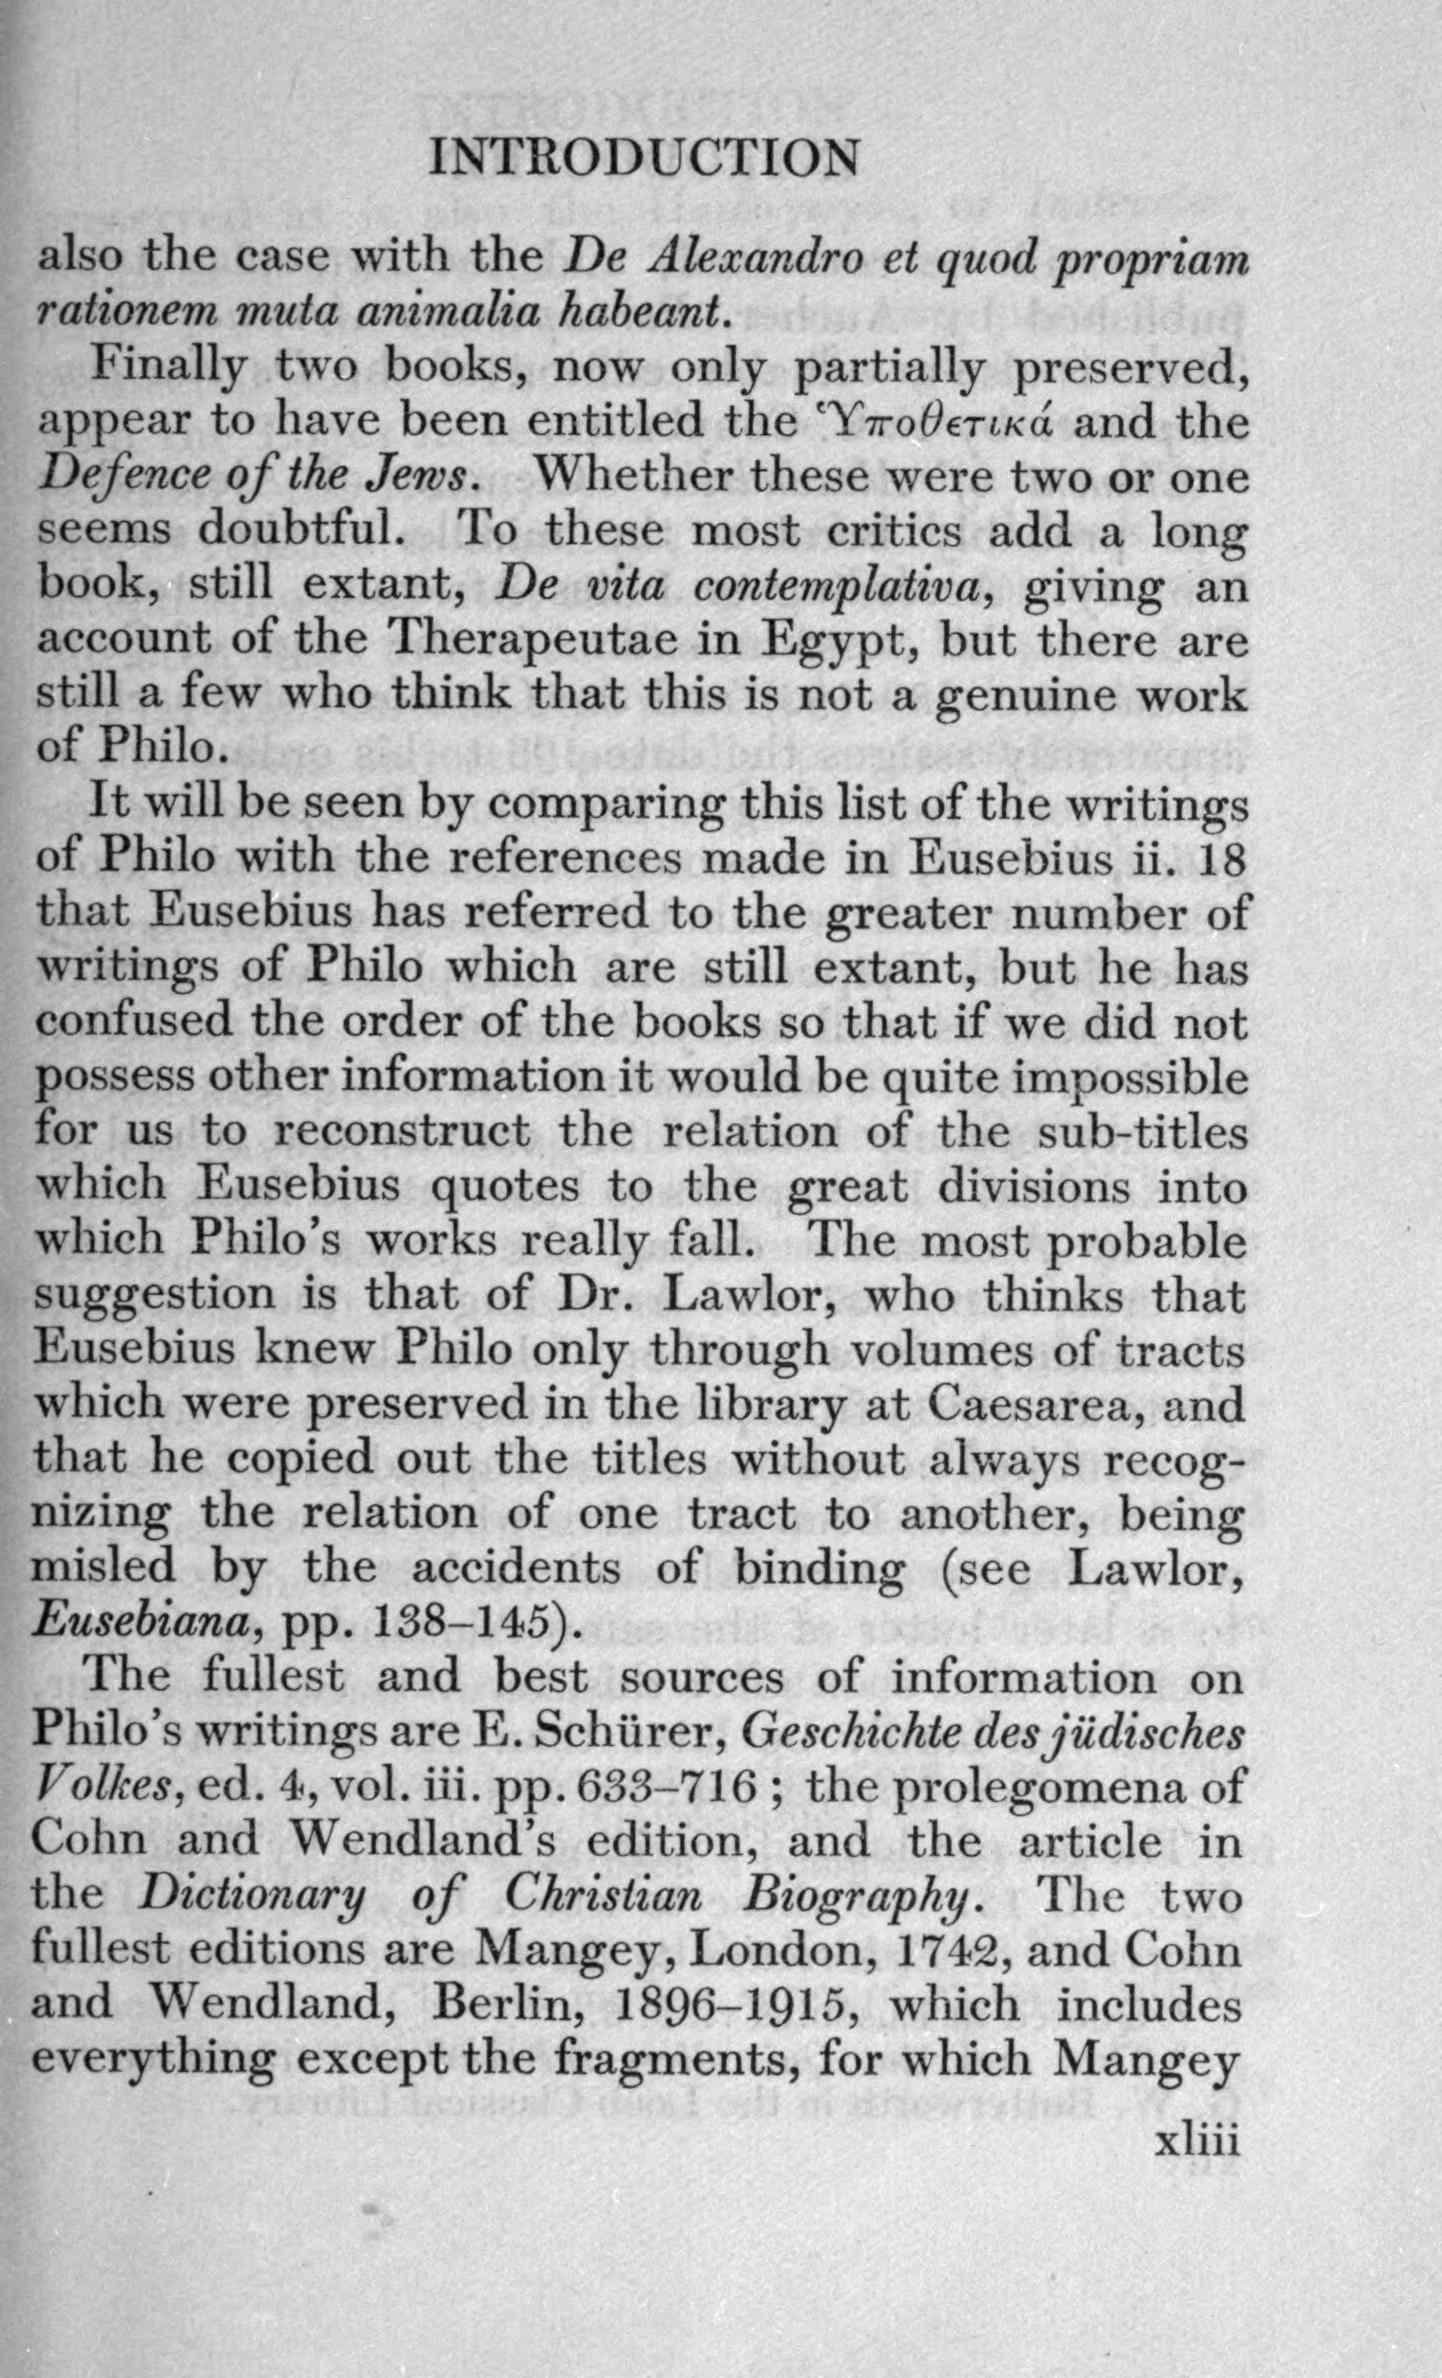 INTRODUCTION
also the case with the De Alexandro et quod propriam
rationem muta animalia habeant.
Finally two books, now only partially preserved,
appear to have been entitled the Ὑποθετικά and the
Defence of the Jews. Whether these were two or one
seems doubtful. To these most critics add a long
book, still extant, De vita contemplativa, giving an
account of the Therapeutae in Egypt, but there are
still a few who think that this is not a genuine work
of Philo.
It will be seen by comparing this list of the writings
of Philo with the references made in Eusebius ii. 18
that Eusebius has referred to the greater number of
writings of Philo which are still extant, but he has
confused the order of the books so that if we did not
possess other information it would be quite impossible
for us to reconstruct the relation of the sub-titles
which Eusebius quotes to the great divisions into
which Philo's works really fall. The most probable
suggestion is that of Dr. Lawlor, who thinks that
Eusebius knew Philo only through volumes of tracts
which were preserved in the library at Caesarea, and
that he copied out the titles without always recog-
nizing the relation of one tract to another, being
misled by the accidents of binding (see Lawlor,
Eusebiana, pp. 138–145).
The fullest and best sources of information on
Philo's writings are E. Schürer, Geschichte des jüdisches
Volkes, ed. 4, vol. iii. pp. 633–716 ; the prolegomena of
Cohn and Wendland's edition, and the article in
the Dictionary of Christian Biography. The two
fullest editions are Mangey, London, 1742, and Cohn
and Wendland, Berlin, 1896–1915, which includes
everything except the fragments, for which Mangey
xliii